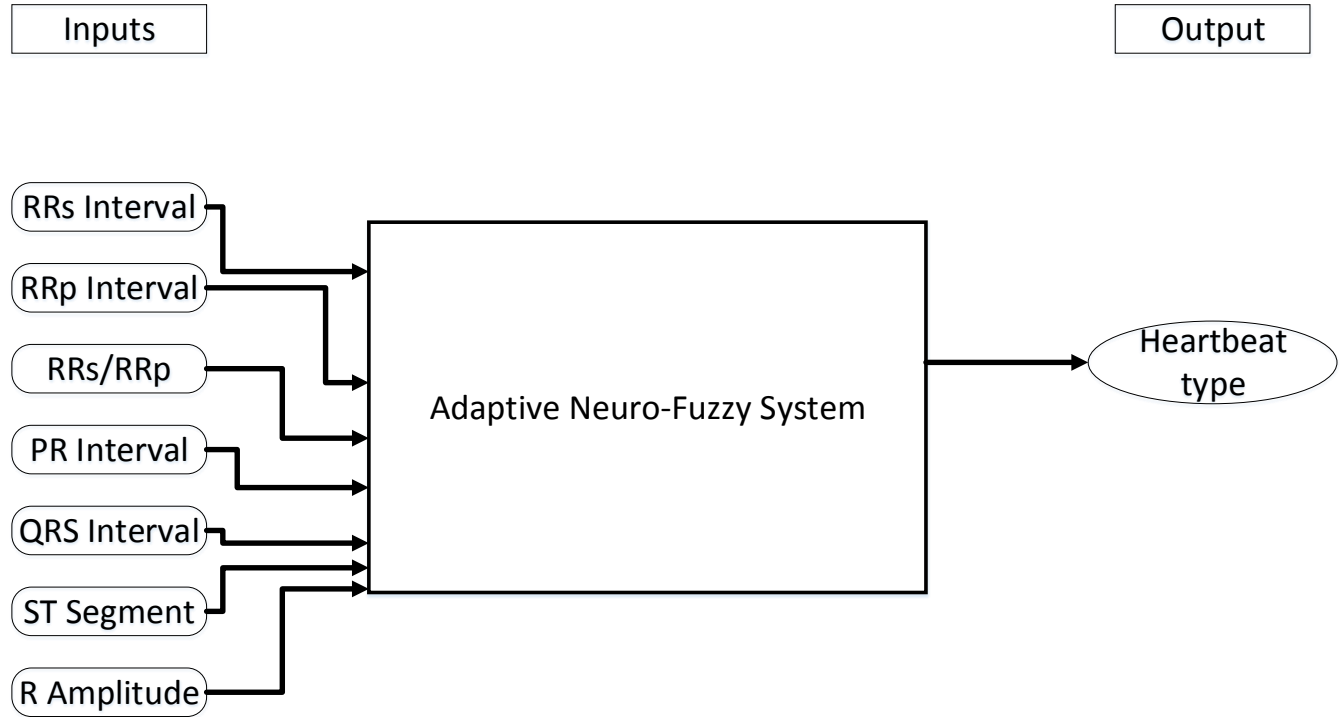 Inputs
Output
RRs Interval
RRp Interval
RRs/RRp
PR Interval
QRS Interval
ST Segment
R Amplitude
Adaptive Neuro-Fuzzy System
Heartbeat
type